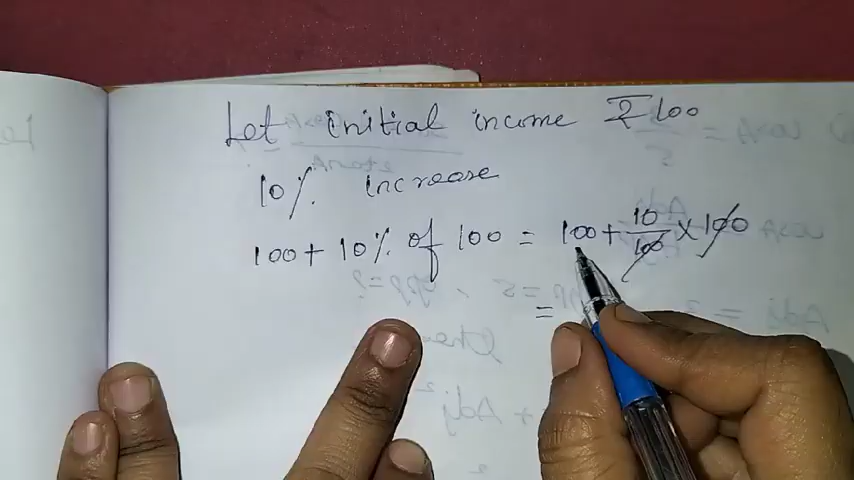 Let initial income ₹ 100
10% increase
100 + 10% of 100 = 100 + 10/100 × 100
=